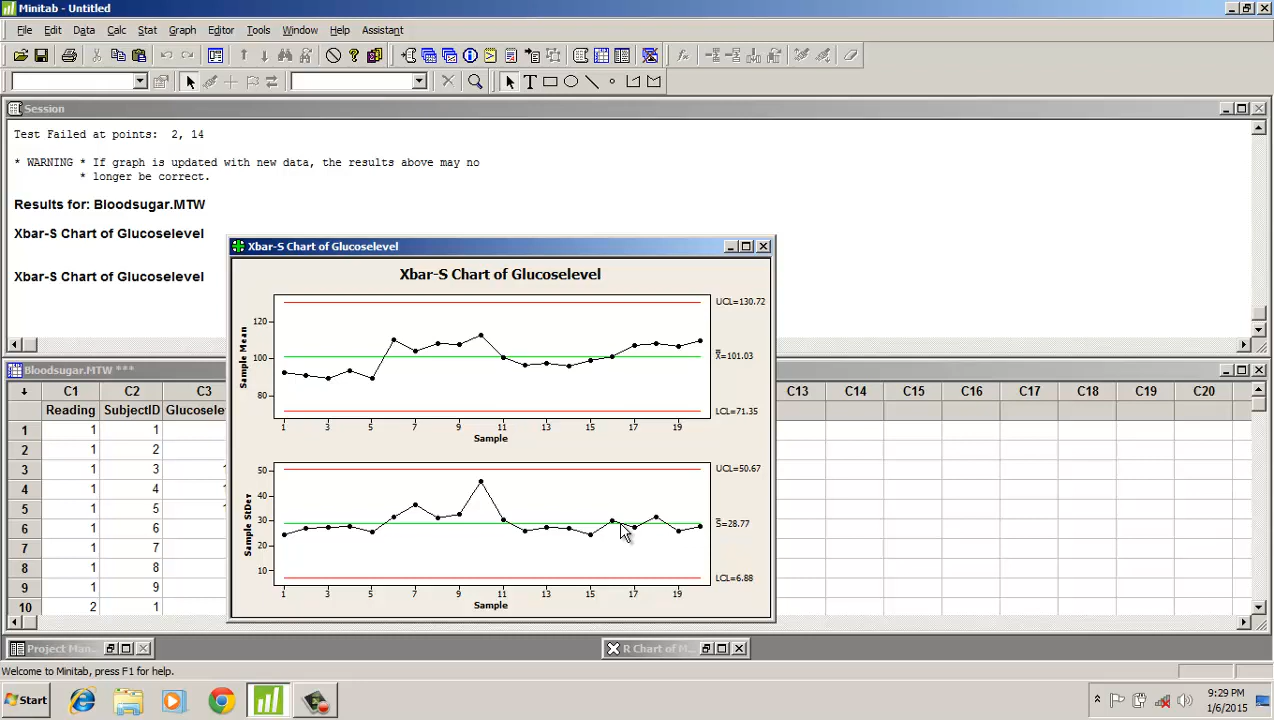 Minitab - Untitled
File Edit Data Calc Stat Graph Editor Tools Window Help Assistant
Session
Test Failed at points: 2, 14
* WARNING * If graph is updated with new data, the results above may no
* longer be correct.
Results for: Bloodsugar.MTW
Xbar-S Chart of Glucoselevel
Xbar-S Chart of Glucoselevel
Xbar-S Chart of Glucoselevel
Xbar-S Chart of Glucoselevel
Sample Mean
120
100
80
UCL=130.72
X=101.03
LCL=71.35
1 3 5 7 9 11 13 15 17 19
Sample
Sample StDev
50
40
30
20
10
UCL=50.67
S=28.77
LCL=6.88
1 3 5 7 9 11 13 15 17 19
Sample
Bloodsugar.MTW ***
C1 C2 C3 C13 C14 C15 C16 C17 C18 C19 C20
Reading SubjectID Glucosele
1 1 1
2 1 2
3 1 3 1
4 1 4 1
5 1 5 1
6 1 6
7 1 7
8 1 8
9 1 9
10 2 1
Project Man... R Chart of M...
Welcome to Minitab, press F1 for help.
Start
9:29 PM
1/6/2015